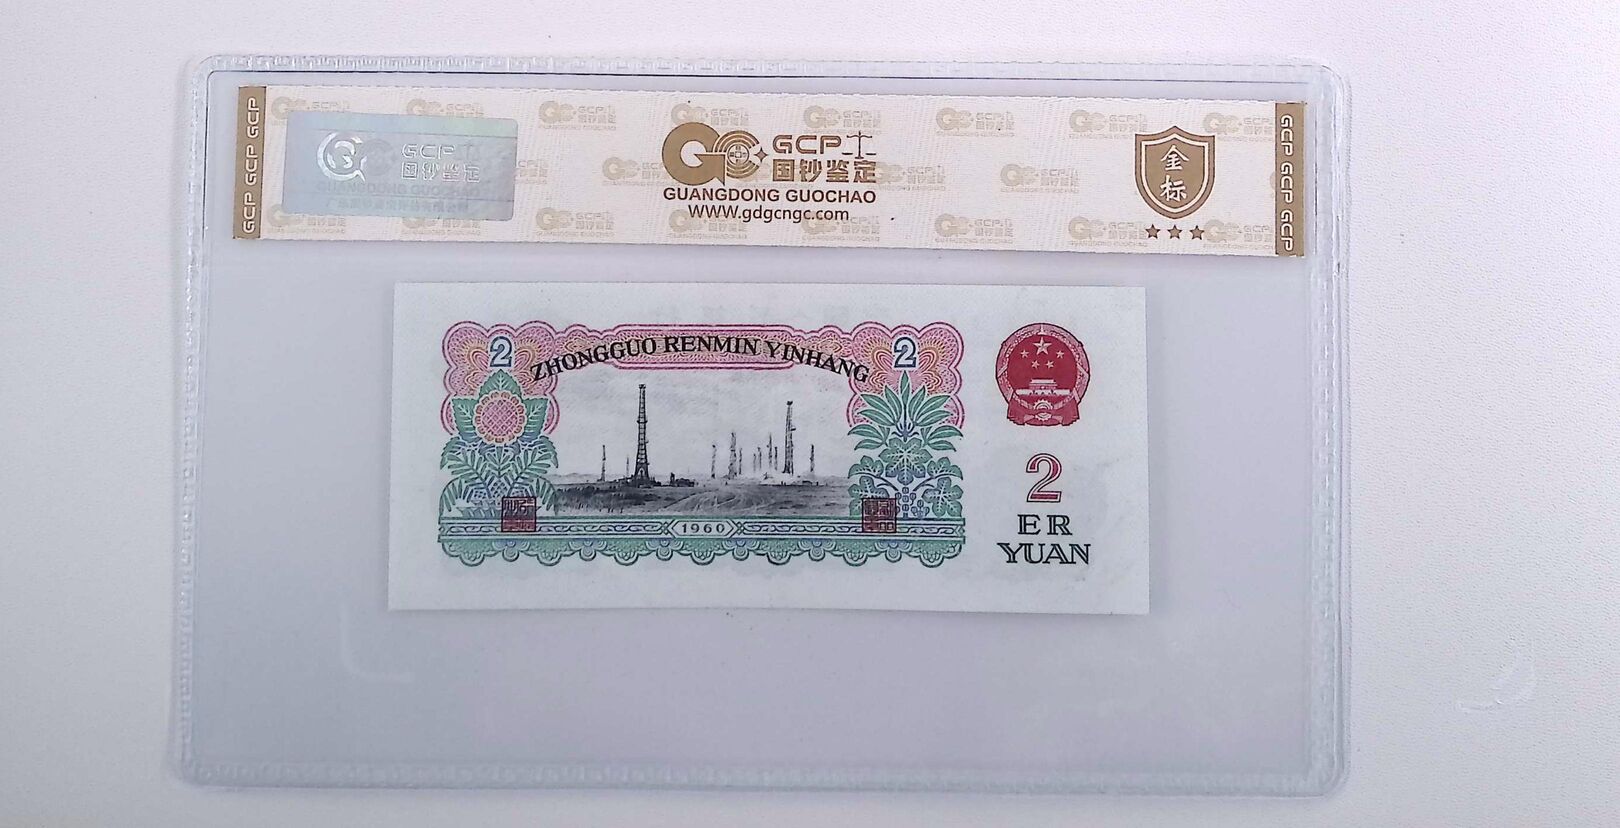 GCP GCP GCP
GCP
国钞鉴定
GUANGDONG GUOCHAO
GCP
国钞鉴定
GUANGDONG GUOCHAO
WWW.gdgcngc.com
金
标
GCP GCP GCP
2
ZHONGGUO RENMIN YINHANG
2
1960
2
ER
YUAN